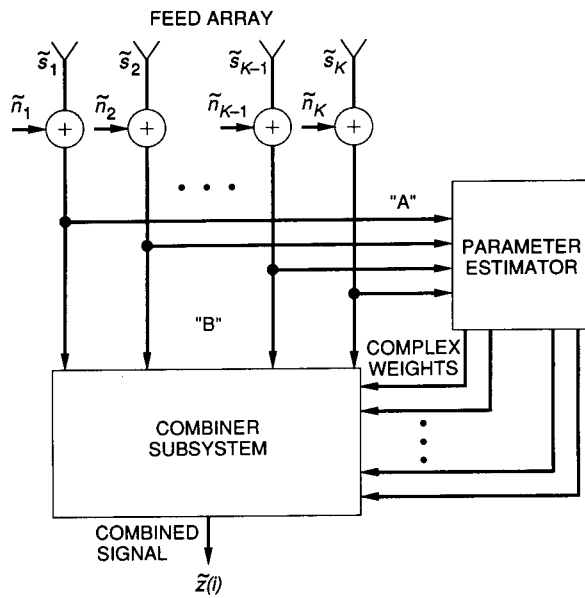 FEED ARRAY
s̃1 s̃2 s̃K–1 s̃K
ñ1 ñ2 ñK–1 ñK
+ + + +
• • •
"A"
PARAMETER
ESTIMATOR
"B"
COMPLEX
WEIGHTS
COMBINER
SUBSYSTEM
COMBINED
SIGNAL
z̃(i)